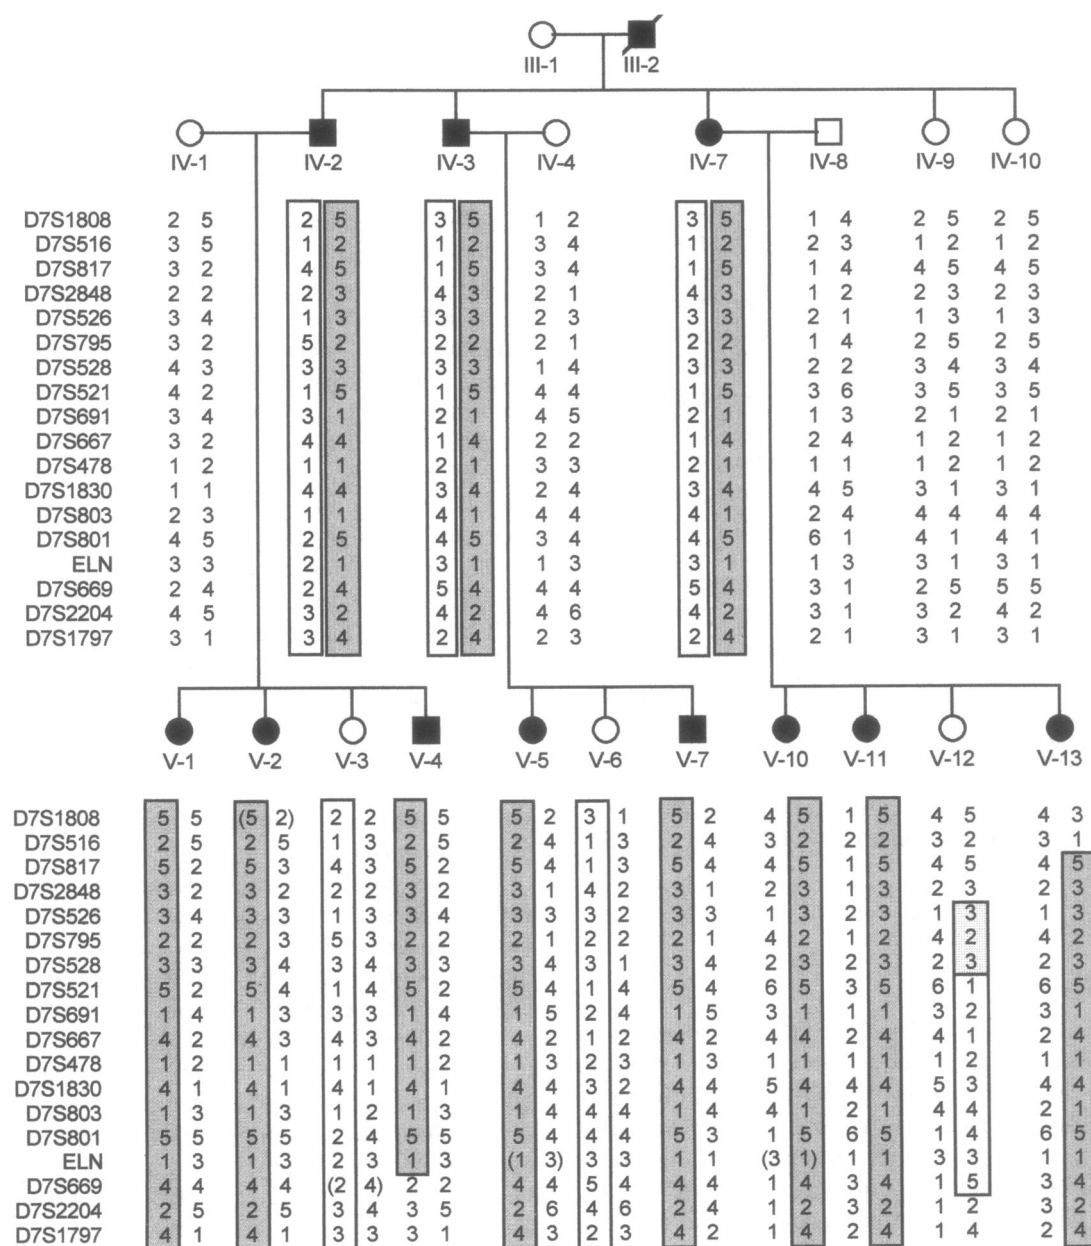 III-1 III-2
IV-1 IV-2 IV-3 IV-4 IV-7 IV-8 IV-9 IV-10
D7S1808 2 5 2 5 3 5 1 2 3 5 1 4 2 5 2 5
D7S516 3 5 1 2 1 2 3 4 1 2 2 3 1 2 1 2
D7S817 3 2 4 5 1 5 3 4 1 5 1 4 4 5 4 5
D7S2848 2 2 2 3 4 3 2 1 4 3 1 2 2 3 2 3
D7S526 3 4 1 3 3 3 2 3 3 3 2 1 1 3 1 3
D7S795 3 2 5 2 2 2 2 1 2 2 1 4 2 5 2 5
D7S528 4 3 3 3 3 3 1 4 3 3 2 2 3 4 3 4
D7S521 4 2 1 5 1 5 4 4 1 5 3 6 3 5 3 5
D7S691 3 4 3 1 2 1 4 5 2 1 1 3 2 1 2 1
D7S667 3 2 4 4 1 4 2 2 1 4 2 4 1 2 1 2
D7S478 1 2 1 1 2 1 3 3 2 1 1 1 1 2 1 2
D7S1830 1 1 4 4 3 4 2 4 3 4 4 5 3 1 3 1
D7S803 2 3 1 1 4 1 4 4 4 1 2 4 4 4 4 4
D7S801 4 5 2 5 4 5 3 4 4 5 6 1 4 1 4 1
ELN 3 3 2 1 3 1 1 3 3 1 1 3 3 1 3 1
D7S669 2 4 2 4 5 4 4 4 5 4 3 1 2 5 5 5
D7S2204 4 5 3 2 4 2 4 6 4 2 3 1 3 2 4 2
D7S1797 3 1 3 4 2 4 2 3 2 4 2 1 3 1 3 1
V-1 V-2 V-3 V-4 V-5 V-6 V-7 V-10 V-11 V-12 V-13
D7S1808 5 5 (5 2) 2 2 5 5 5 2 3 1 5 2 4 5 1 5 4 5 4 3
D7S516 2 5 2 5 1 3 2 5 2 4 1 3 2 4 3 2 2 2 3 2 3 1
D7S817 5 2 5 3 4 3 5 2 5 4 1 3 5 4 4 5 1 5 4 5 4 5
D7S2848 3 2 3 2 2 2 3 2 3 1 4 2 3 1 2 3 1 3 2 3 2 3
D7S526 3 4 3 3 1 3 3 4 3 3 3 2 3 3 1 3 2 3 1 3 1 3
D7S795 2 2 2 3 5 3 2 2 2 1 2 2 2 1 4 2 1 2 4 2 4 2
D7S528 3 3 3 4 3 4 3 3 3 4 3 1 3 4 2 3 2 3 2 3 2 3
D7S521 5 2 5 4 1 4 5 2 5 4 1 4 5 4 6 5 3 5 6 1 6 5
D7S691 1 4 1 3 3 3 1 4 1 5 2 4 1 5 3 1 1 1 3 2 3 1
D7S667 4 2 4 3 4 3 4 2 4 2 1 2 4 2 4 4 2 4 4 1 2 4
D7S478 1 2 1 1 1 1 1 2 1 3 2 3 1 3 1 1 1 1 1 2 1 1
D7S1830 4 1 4 1 4 1 4 1 4 4 3 2 4 4 5 4 4 4 5 3 4 4
D7S803 1 3 1 3 1 2 1 3 1 4 4 4 1 4 4 1 2 1 4 4 2 1
D7S801 5 5 5 5 2 4 5 5 5 4 4 4 5 3 1 5 6 5 1 4 6 5
ELN 1 3 1 3 2 3 1 3 (1 3) 3 3 1 1 (3 1) 1 1 3 3 1 1
D7S669 4 4 4 4 (2 4) 2 2 4 4 5 4 4 4 1 4 3 4 1 5 3 4
D7S2204 2 5 2 5 3 4 3 5 2 6 4 6 2 4 1 2 3 2 1 2 3 2
D7S1797 4 1 4 1 3 3 3 1 4 3 2 3 4 2 1 4 2 4 1 4 2 4